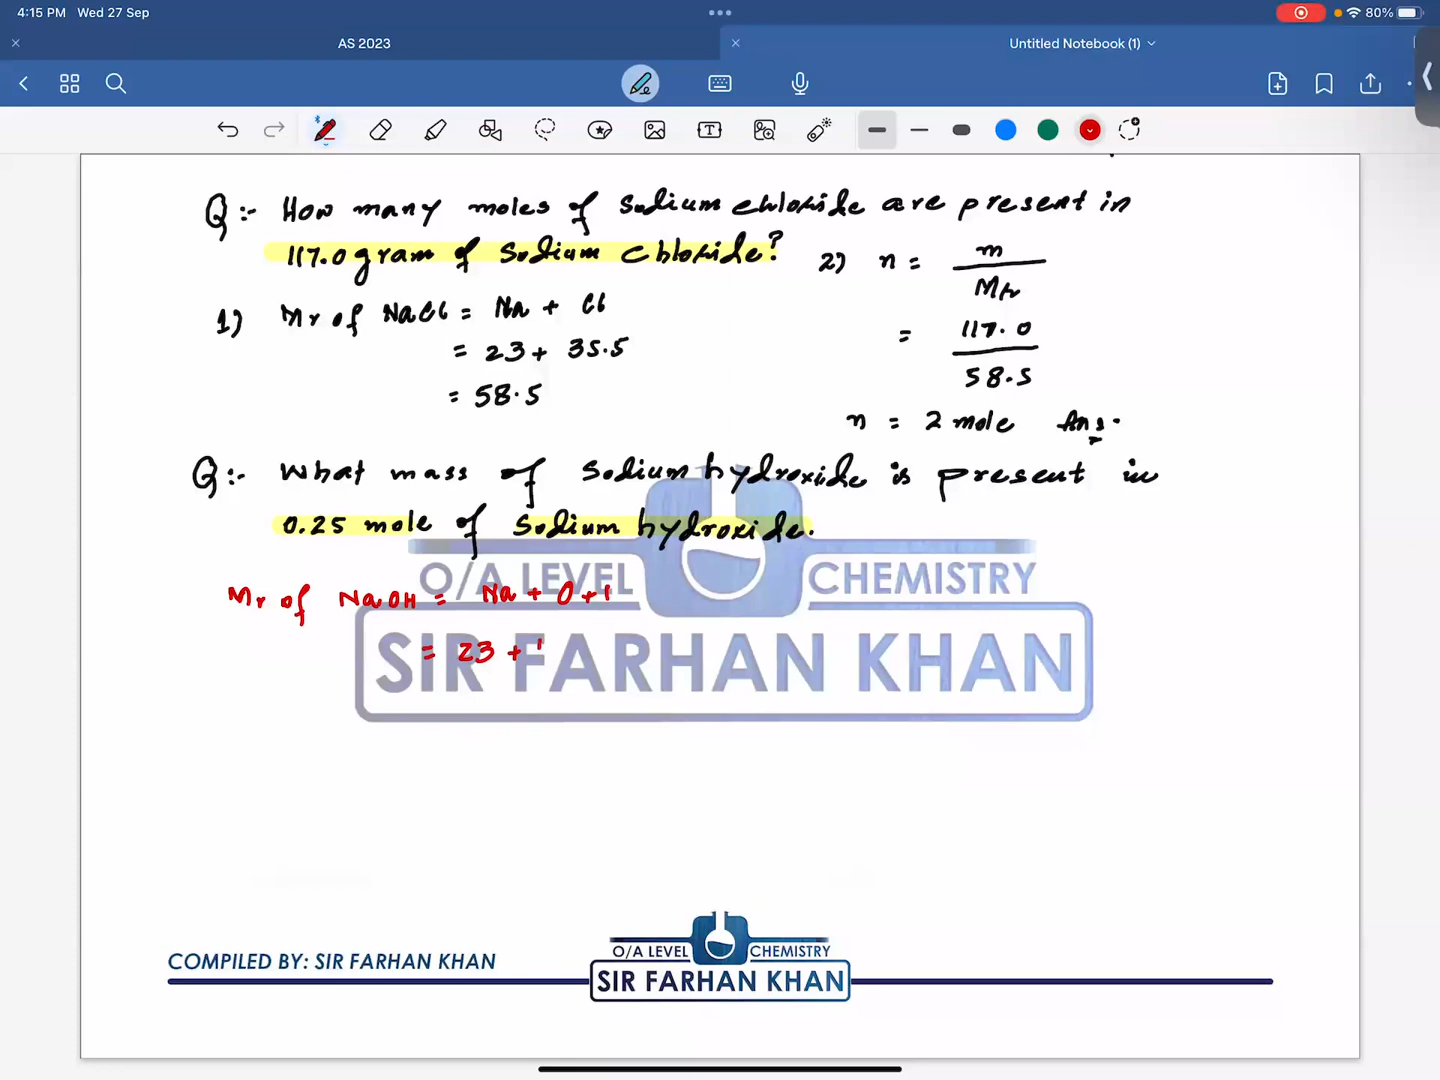 4:15 PM Wed 27 Sep
80%
AS 2023
Untitled Notebook (1)
Q:- How many moles of Sodium chloride are present in
117.0 gram of Sodium Chloride?
1) Mr of NaCl = Na + Cl
= 23 + 35.5
= 58.5
2) n = m
Mr
= 117.0
58.5
n = 2 mole Ans.
Q:- What mass of Sodium hydroxide is present in
0.25 mole of Sodium hydroxide.
Mr of NaOH = Na + O + 1
= 23 +
O/A LEVEL CHEMISTRY
SIR FARHAN KHAN
COMPILED BY: SIR FARHAN KHAN
O/A LEVEL CHEMISTRY
SIR FARHAN KHAN